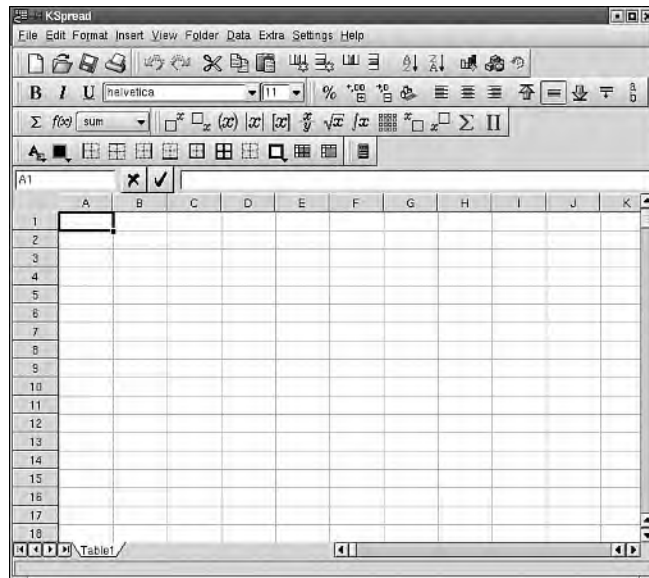 KSpread
File Edit Format Insert View Folder Data Extra Settings Help
B I U helvetica 11 %
Σ f(x) sum
A1
A B C D E F G H I J K
1
2
3
4
5
6
7
8
9
10
11
12
13
14
15
16
17
18
Table1